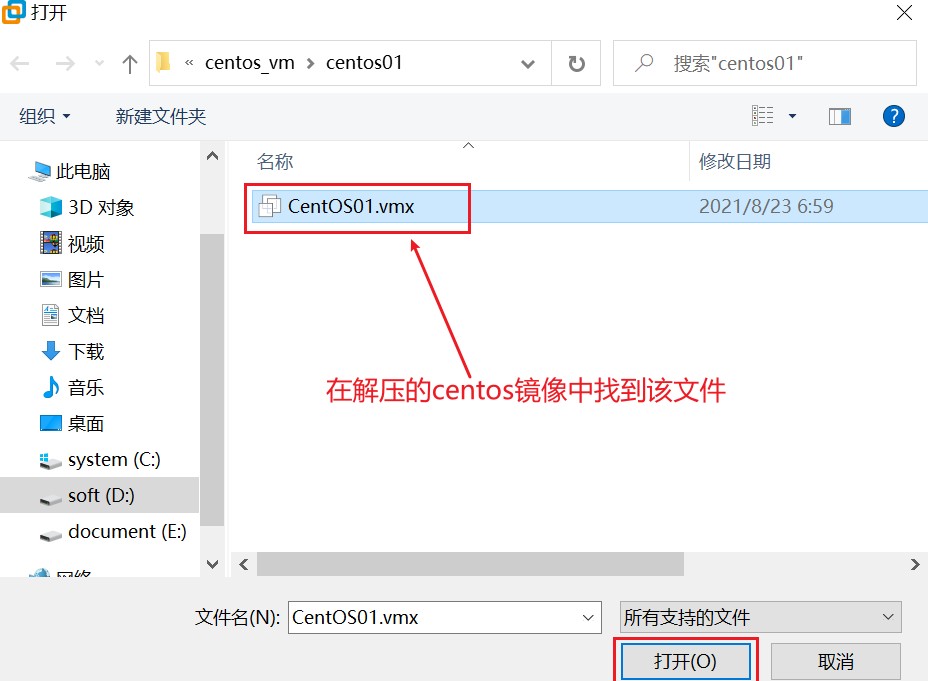 打开
« centos_vm › centos01
搜索"centos01"
组织
新建文件夹
名称
修改日期
此电脑
3D 对象
视频
图片
文档
下载
音乐
桌面
system (C:)
soft (D:)
document (E:)
网络
CentOS01.vmx
2021/8/23 6:59
在解压的centos镜像中找到该文件
文件名(N):
CentOS01.vmx
所有支持的文件
打开(O)
取消